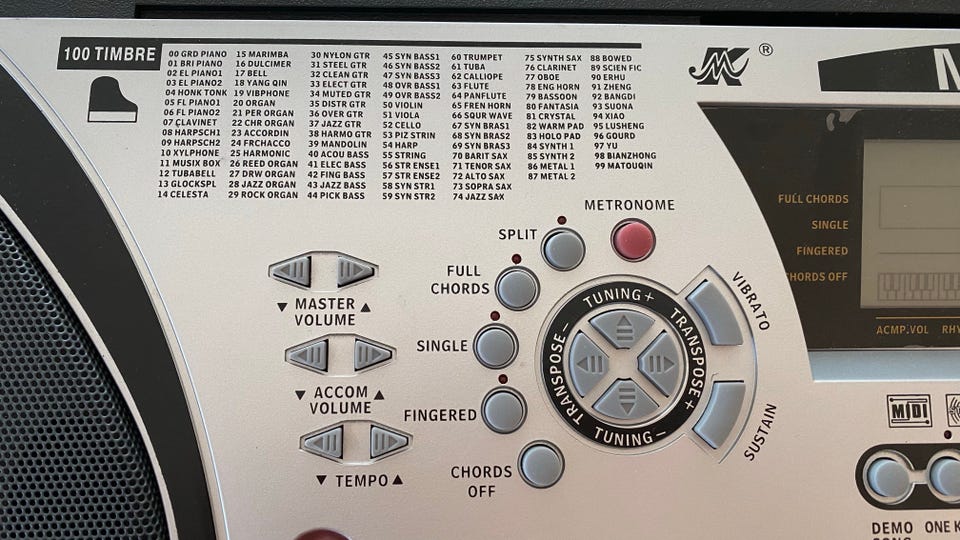 100 TIMBRE
00 GRD PIANO
01 BRI PIANO
02 EL PIANO1
03 EL PIANO2
04 HONK TONK
05 FL PIANO1
06 FL PIANO2
07 CLAVINET
08 HARPSCH1
09 HARPSCH2
10 XYLPHONE
11 MUSIX BOX
12 TUBABELL
13 GLOCKSPL
14 CELESTA
15 MARIMBA
16 DULCIMER
17 BELL
18 YANG QIN
19 VIBPHONE
20 ORGAN
21 PER ORGAN
22 CHR ORGAN
23 ACCORDIN
24 FRCHACCO
25 HARMONIC
26 REED ORGAN
27 DRW ORGAN
28 JAZZ ORGAN
29 ROCK ORGAN
30 NYLON GTR
31 STEEL GTR
32 CLEAN GTR
33 ELECT GTR
34 MUTED GTR
35 DISTR GTR
36 OVER GTR
37 JAZZ GTR
38 HARMO GTR
39 MANDOLIN
40 ACOU BASS
41 ELEC BASS
42 FING BASS
43 JAZZ BASS
44 PICK BASS
45 SYN BASS1
46 SYN BASS2
47 SYN BASS3
48 OVR BASS1
49 OVR BASS2
50 VIOLIN
51 VIOLA
52 CELLO
53 PIZ STRIN
54 HARP
55 STRING
56 STR ENSE1
57 STR ENSE2
58 SYN STR1
59 SYN STR2
60 TRUMPET
61 TUBA
62 CALLIOPE
63 FLUTE
64 PANFLUTE
65 FREN HORN
66 SQUR WAVE
67 SYN BRAS1
68 SYN BRAS2
69 SYN BRAS3
70 BARIT SAX
71 TENOR SAX
72 ALTO SAX
73 SOPRA SAX
74 JAZZ SAX
75 SYNTH SAX
76 CLARINET
77 OBOE
78 ENG HORN
79 BASSOON
80 FANTASIA
81 CRYSTAL
82 WARM PAD
83 HOLO PAD
84 SYNTH 1
85 SYNTH 2
86 METAL 1
87 METAL 2
88 BOWED
89 SCIEN FIC
90 ERHU
91 ZHENG
92 BANGDI
93 SUONA
94 XIAO
95 LUSHENG
96 GOURD
97 YU
98 BIANZHONG
99 MATOUQIN
MK ®
M
METRONOME
SPLIT
FULL
CHORDS
SINGLE
FINGERED
CHORDS
OFF
▼ MASTER ▲
VOLUME
▼ ACCOM ▲
VOLUME
▼ TEMPO ▲
TUNING +
TRANSPOSE −
TRANSPOSE +
TUNING −
VIBRATO
SUSTAIN
FULL CHORDS
SINGLE
FINGERED
CHORDS OFF
ACMP.VOL RHY
MIDI
DEMO
SONG
ONE K